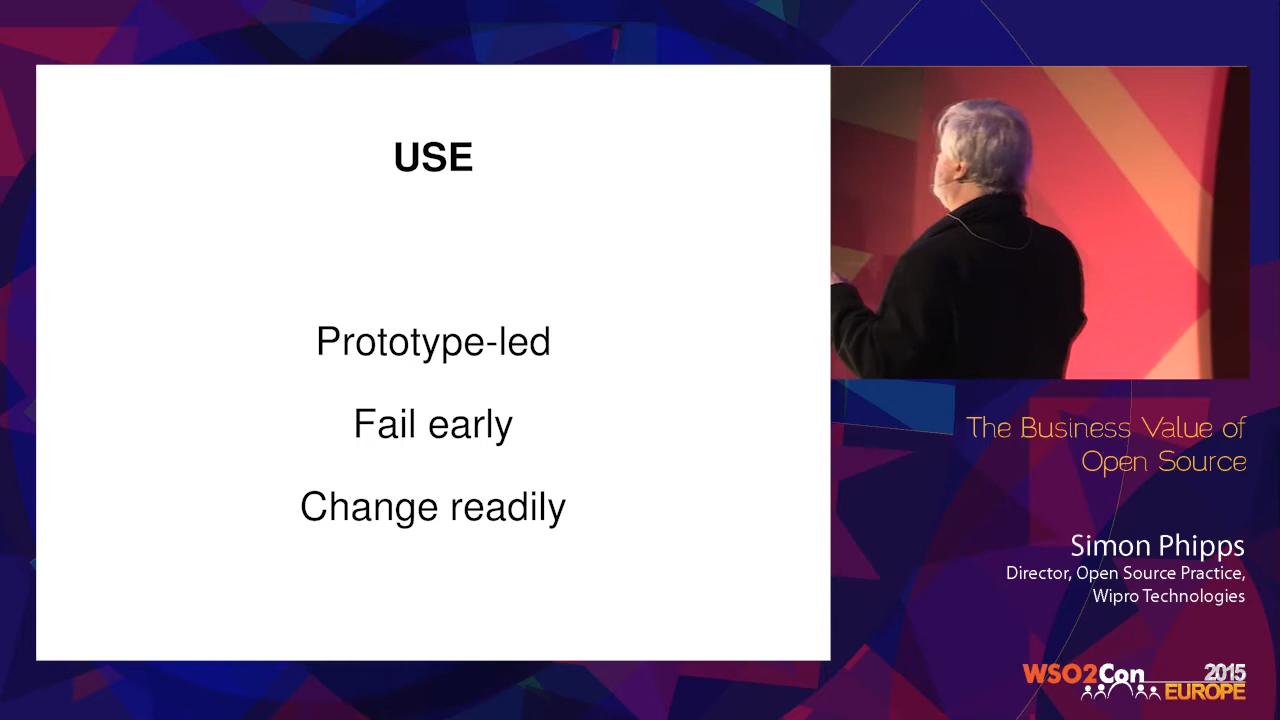 USE
Prototype-led
Fail early
Change readily
The Business Value of
Open Source
Simon Phipps
Director, Open Source Practice,
Wipro Technologies
WSO2Con 2015
EUROPE